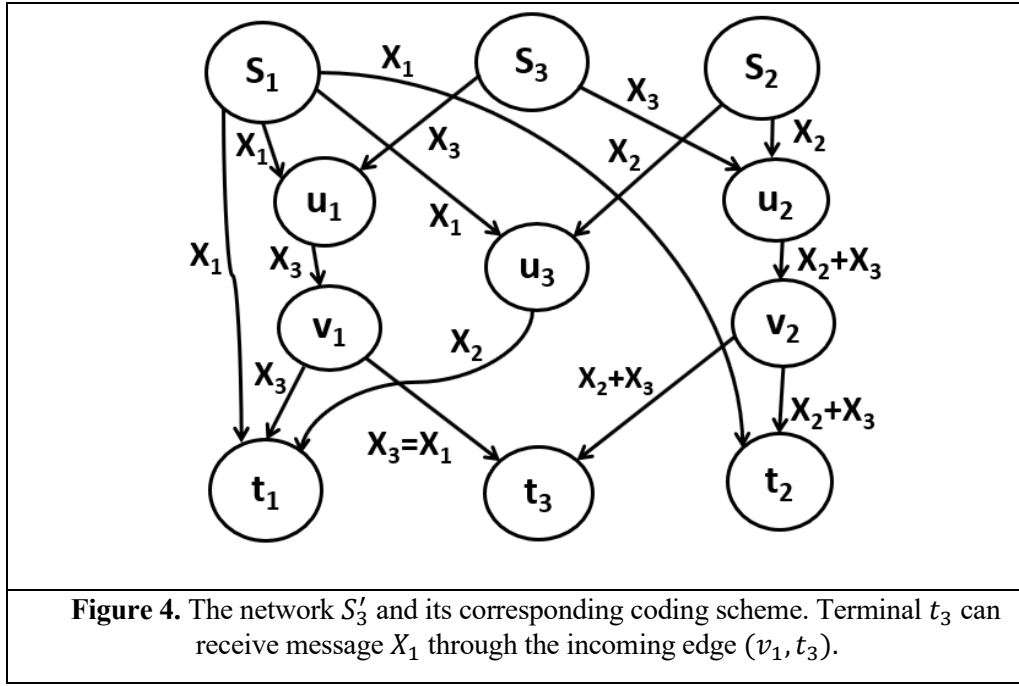 S₁ S₃ S₂
X₁
X₃
X₂
X₁
X₃
X₂
u₁
u₂
X₁
X₁
X₃
u₃
X₂+X₃
v₁
v₂
X₂
X₃
X₂+X₃
X₂+X₃
X₃=X₁
t₁
t₃
t₂
Figure 4. The network S′₃ and its corresponding coding scheme. Terminal t₃ can
receive message X₁ through the incoming edge (v₁, t₃).